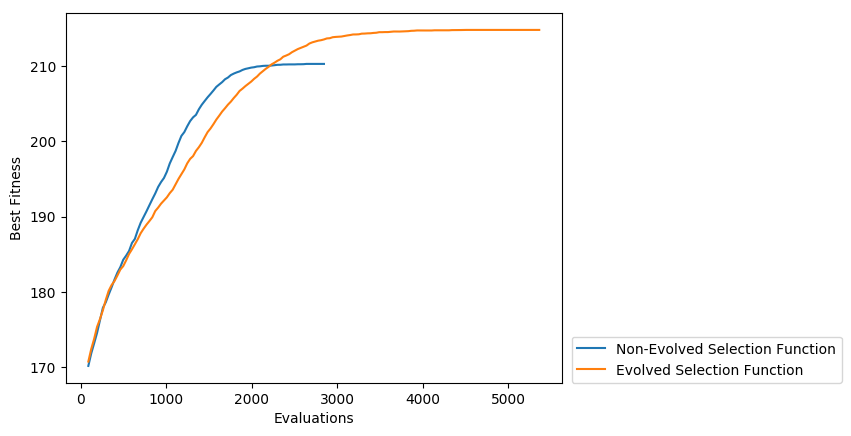 210
200
190
180
170
Best Fitness
0 1000 2000 3000 4000 5000
Evaluations
Non-Evolved Selection Function
Evolved Selection Function